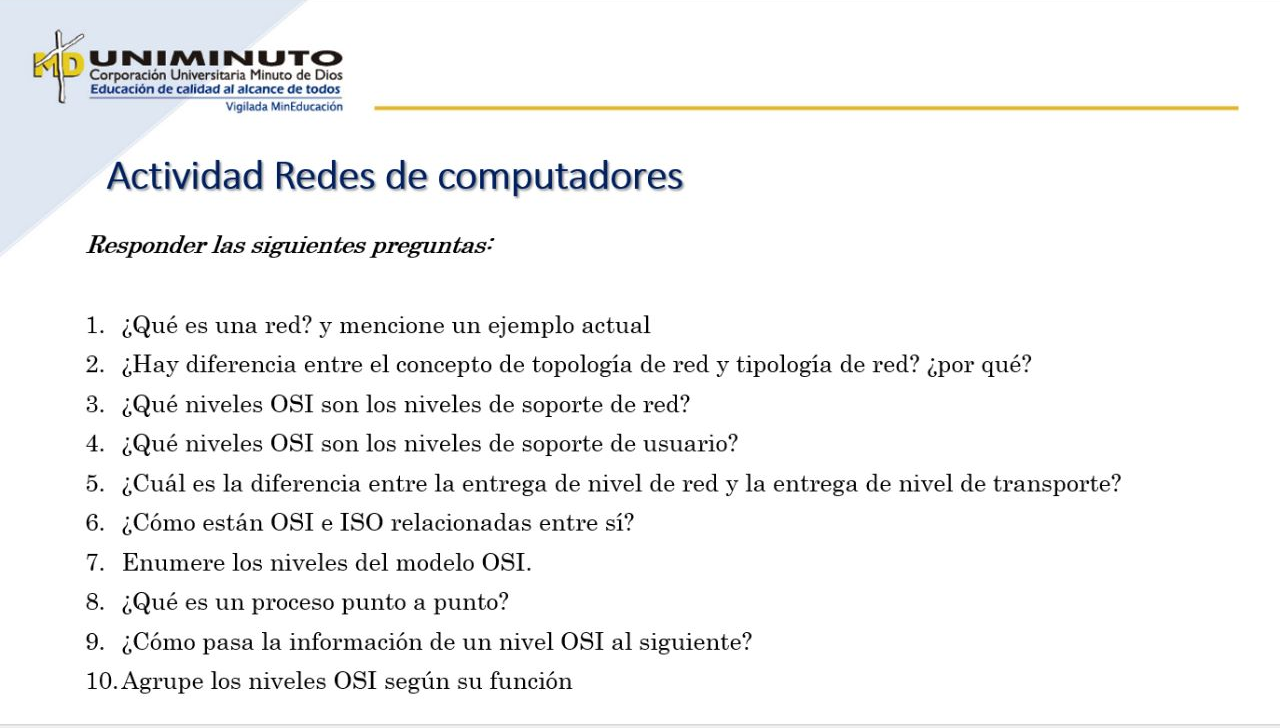 MD UNIMINUTO
Corporación Universitaria Minuto de Dios
Educación de calidad al alcance de todos
Vigilada MinEducación
Actividad Redes de computadores
Responder las siguientes preguntas:
1. ¿Qué es una red? y mencione un ejemplo actual
2. ¿Hay diferencia entre el concepto de topología de red y tipología de red? ¿por qué?
3. ¿Qué niveles OSI son los niveles de soporte de red?
4. ¿Qué niveles OSI son los niveles de soporte de usuario?
5. ¿Cuál es la diferencia entre la entrega de nivel de red y la entrega de nivel de transporte?
6. ¿Cómo están OSI e ISO relacionadas entre sí?
7. Enumere los niveles del modelo OSI.
8. ¿Qué es un proceso punto a punto?
9. ¿Cómo pasa la información de un nivel OSI al siguiente?
10. Agrupe los niveles OSI según su función